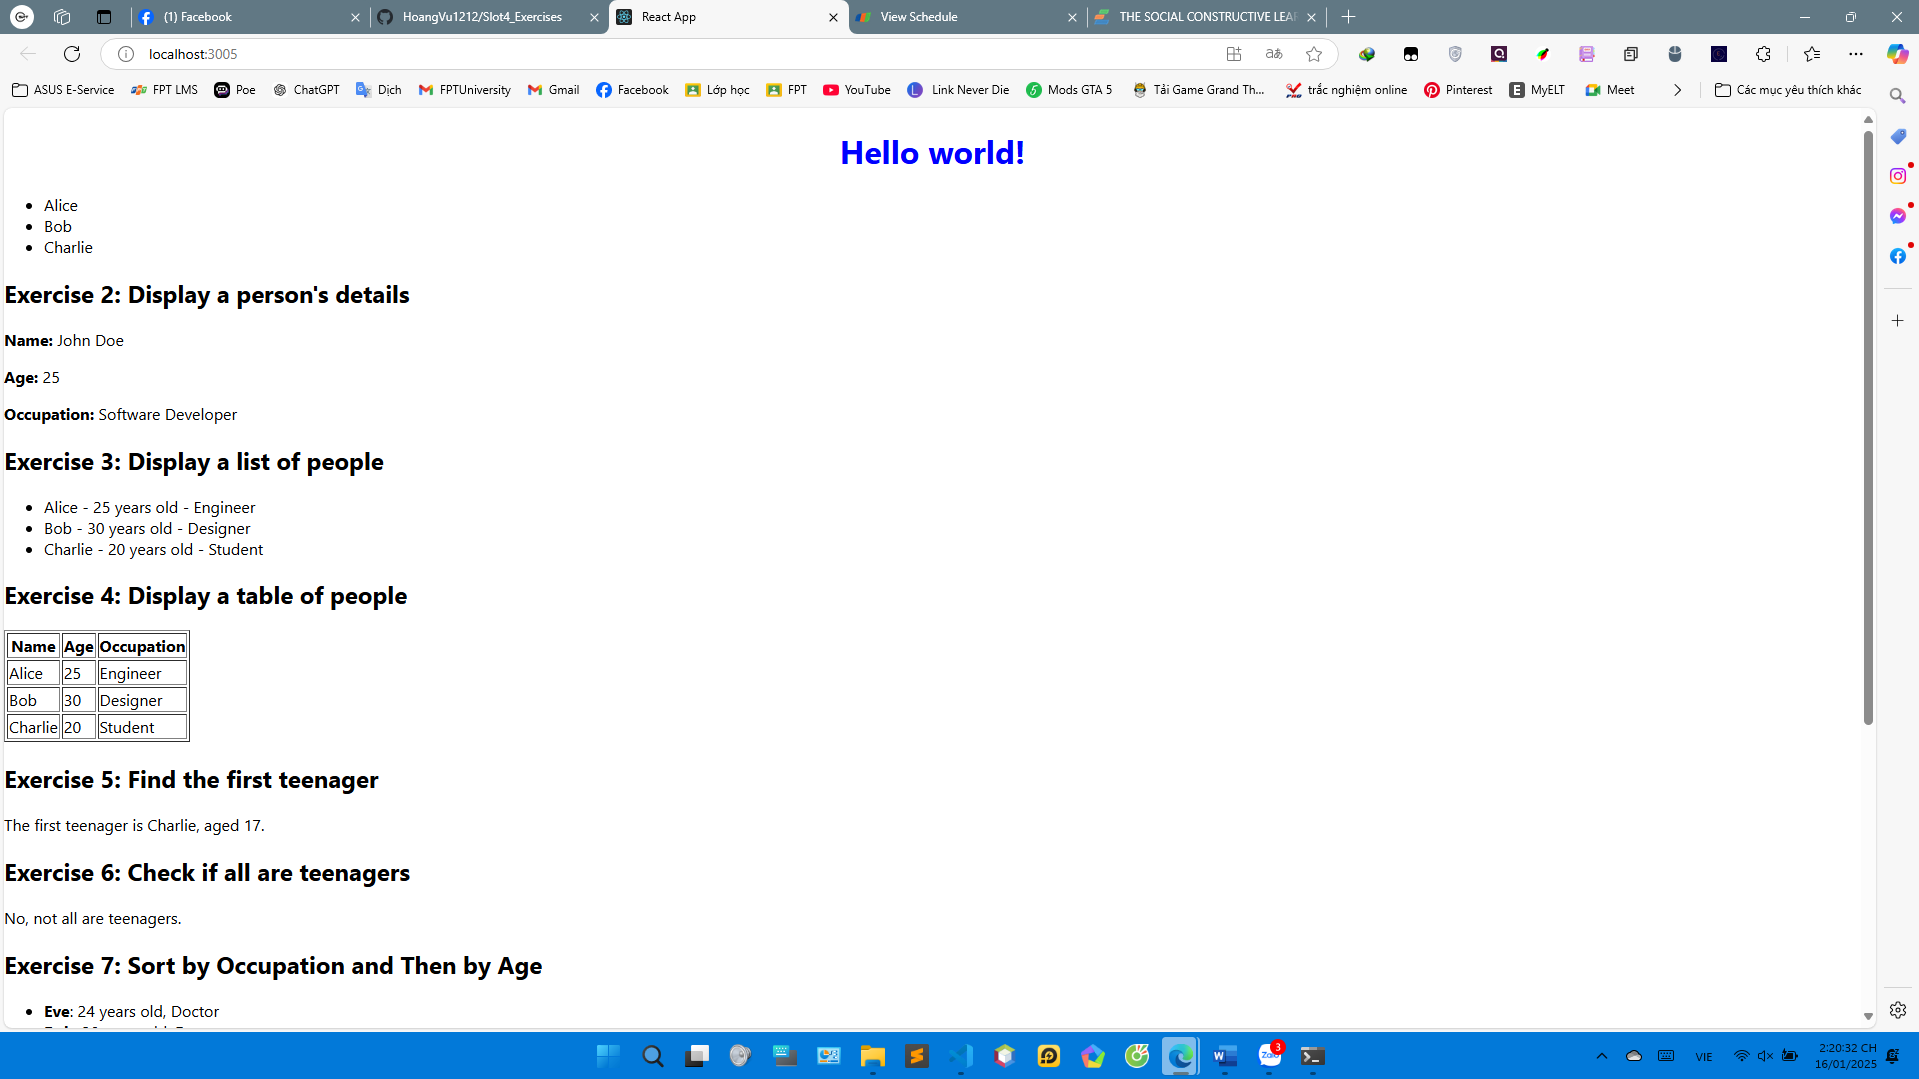 (1) Facebook
HoangVu1212/Slot4_Exercises
React App
View Schedule
THE SOCIAL CONSTRUCTIVE LEA
localhost:3005
ASUS E-Service
FPT LMS
Poe
ChatGPT
Dịch
FPTUniversity
Gmail
Facebook
Lớp học
FPT
YouTube
Link Never Die
Mods GTA 5
Tải Game Grand Th...
trắc nghiệm online
Pinterest
MyELT
Meet
Các mục yêu thích khác
Hello world!
Alice
Bob
Charlie
Exercise 2: Display a person's details
Name: John Doe
Age: 25
Occupation: Software Developer
Exercise 3: Display a list of people
Alice - 25 years old - Engineer
Bob - 30 years old - Designer
Charlie - 20 years old - Student
Exercise 4: Display a table of people
Name Age Occupation
Alice 25 Engineer
Bob 30 Designer
Charlie 20 Student
Exercise 5: Find the first teenager
The first teenager is Charlie, aged 17.
Exercise 6: Check if all are teenagers
No, not all are teenagers.
Exercise 7: Sort by Occupation and Then by Age
Eve: 24 years old, Doctor
Zalo
3
VIE
2:20:32 CH
16/01/2025